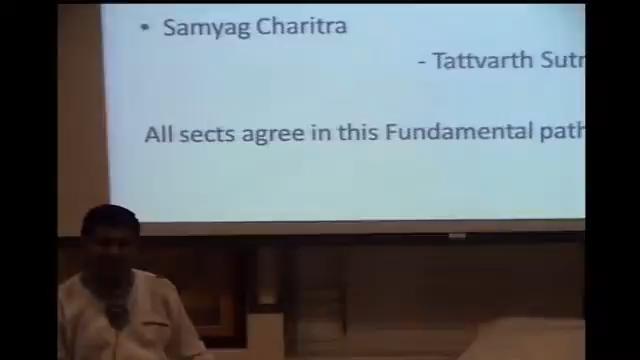 • Samyag Charitra
- Tattvarth Sutr
All sects agree in this Fundamental path